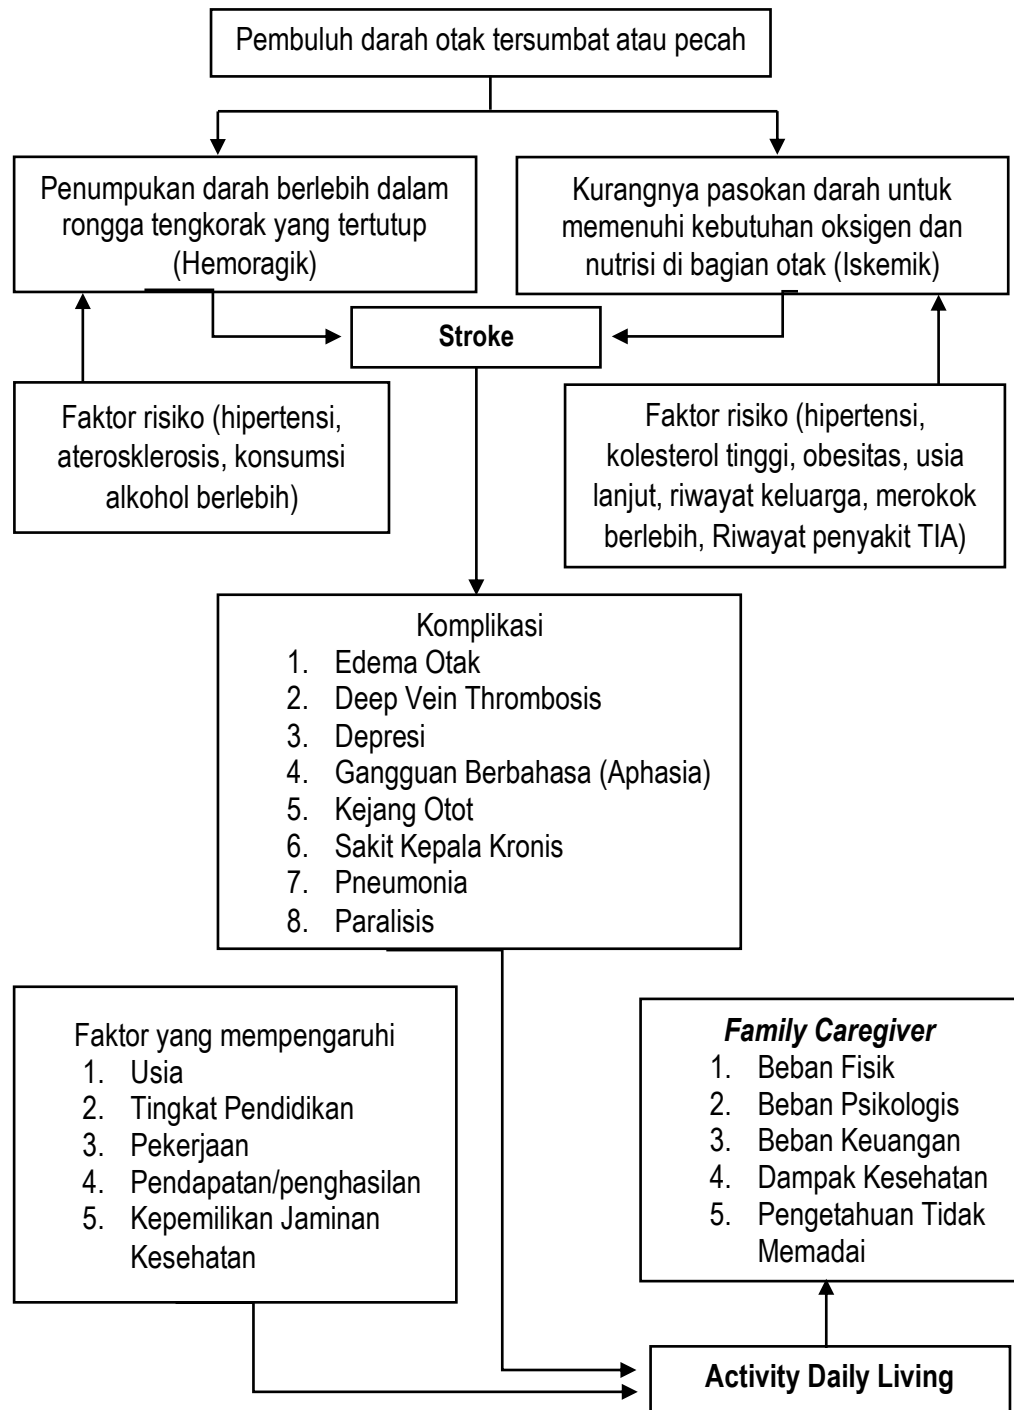 Pembuluh darah otak tersumbat atau pecah
Penumpukan darah berlebih dalam
rongga tengkorak yang tertutup
(Hemoragik)
Kurangnya pasokan darah untuk
memenuhi kebutuhan oksigen dan
nutrisi di bagian otak (Iskemik)
Stroke
Faktor risiko (hipertensi,
aterosklerosis, konsumsi
alkohol berlebih)
Faktor risiko (hipertensi,
kolesterol tinggi, obesitas, usia
lanjut, riwayat keluarga, merokok
berlebih, Riwayat penyakit TIA)
Komplikasi
1. Edema Otak
2. Deep Vein Thrombosis
3. Depresi
4. Gangguan Berbahasa (Aphasia)
5. Kejang Otot
6. Sakit Kepala Kronis
7. Pneumonia
8. Paralisis
Faktor yang mempengaruhi
1. Usia
2. Tingkat Pendidikan
3. Pekerjaan
4. Pendapatan/penghasilan
5. Kepemilikan Jaminan
Kesehatan
Family Caregiver
1. Beban Fisik
2. Beban Psikologis
3. Beban Keuangan
4. Dampak Kesehatan
5. Pengetahuan Tidak
Memadai
Activity Daily Living